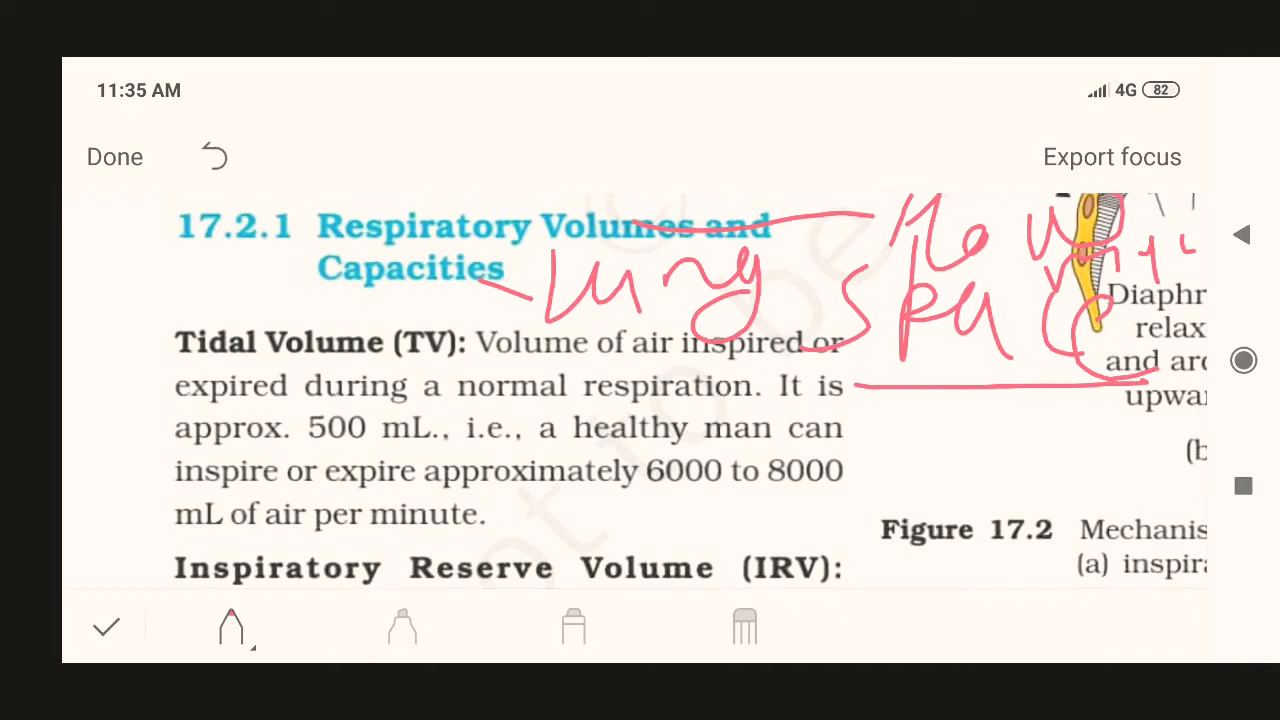 11:35 AM
4G 82
Done
Export focus
17.2.1 Respiratory Volumes and
Capacities
Lung space
Tidal Volume (TV): Volume of air inspired or
expired during a normal respiration. It is
approx. 500 mL., i.e., a healthy man can
inspire or expire approximately 6000 to 8000
mL of air per minute.
Inspiratory Reserve Volume (IRV):
Diaphr
relax
and arc
upwar
(b
Figure 17.2 Mechanis
(a) inspira